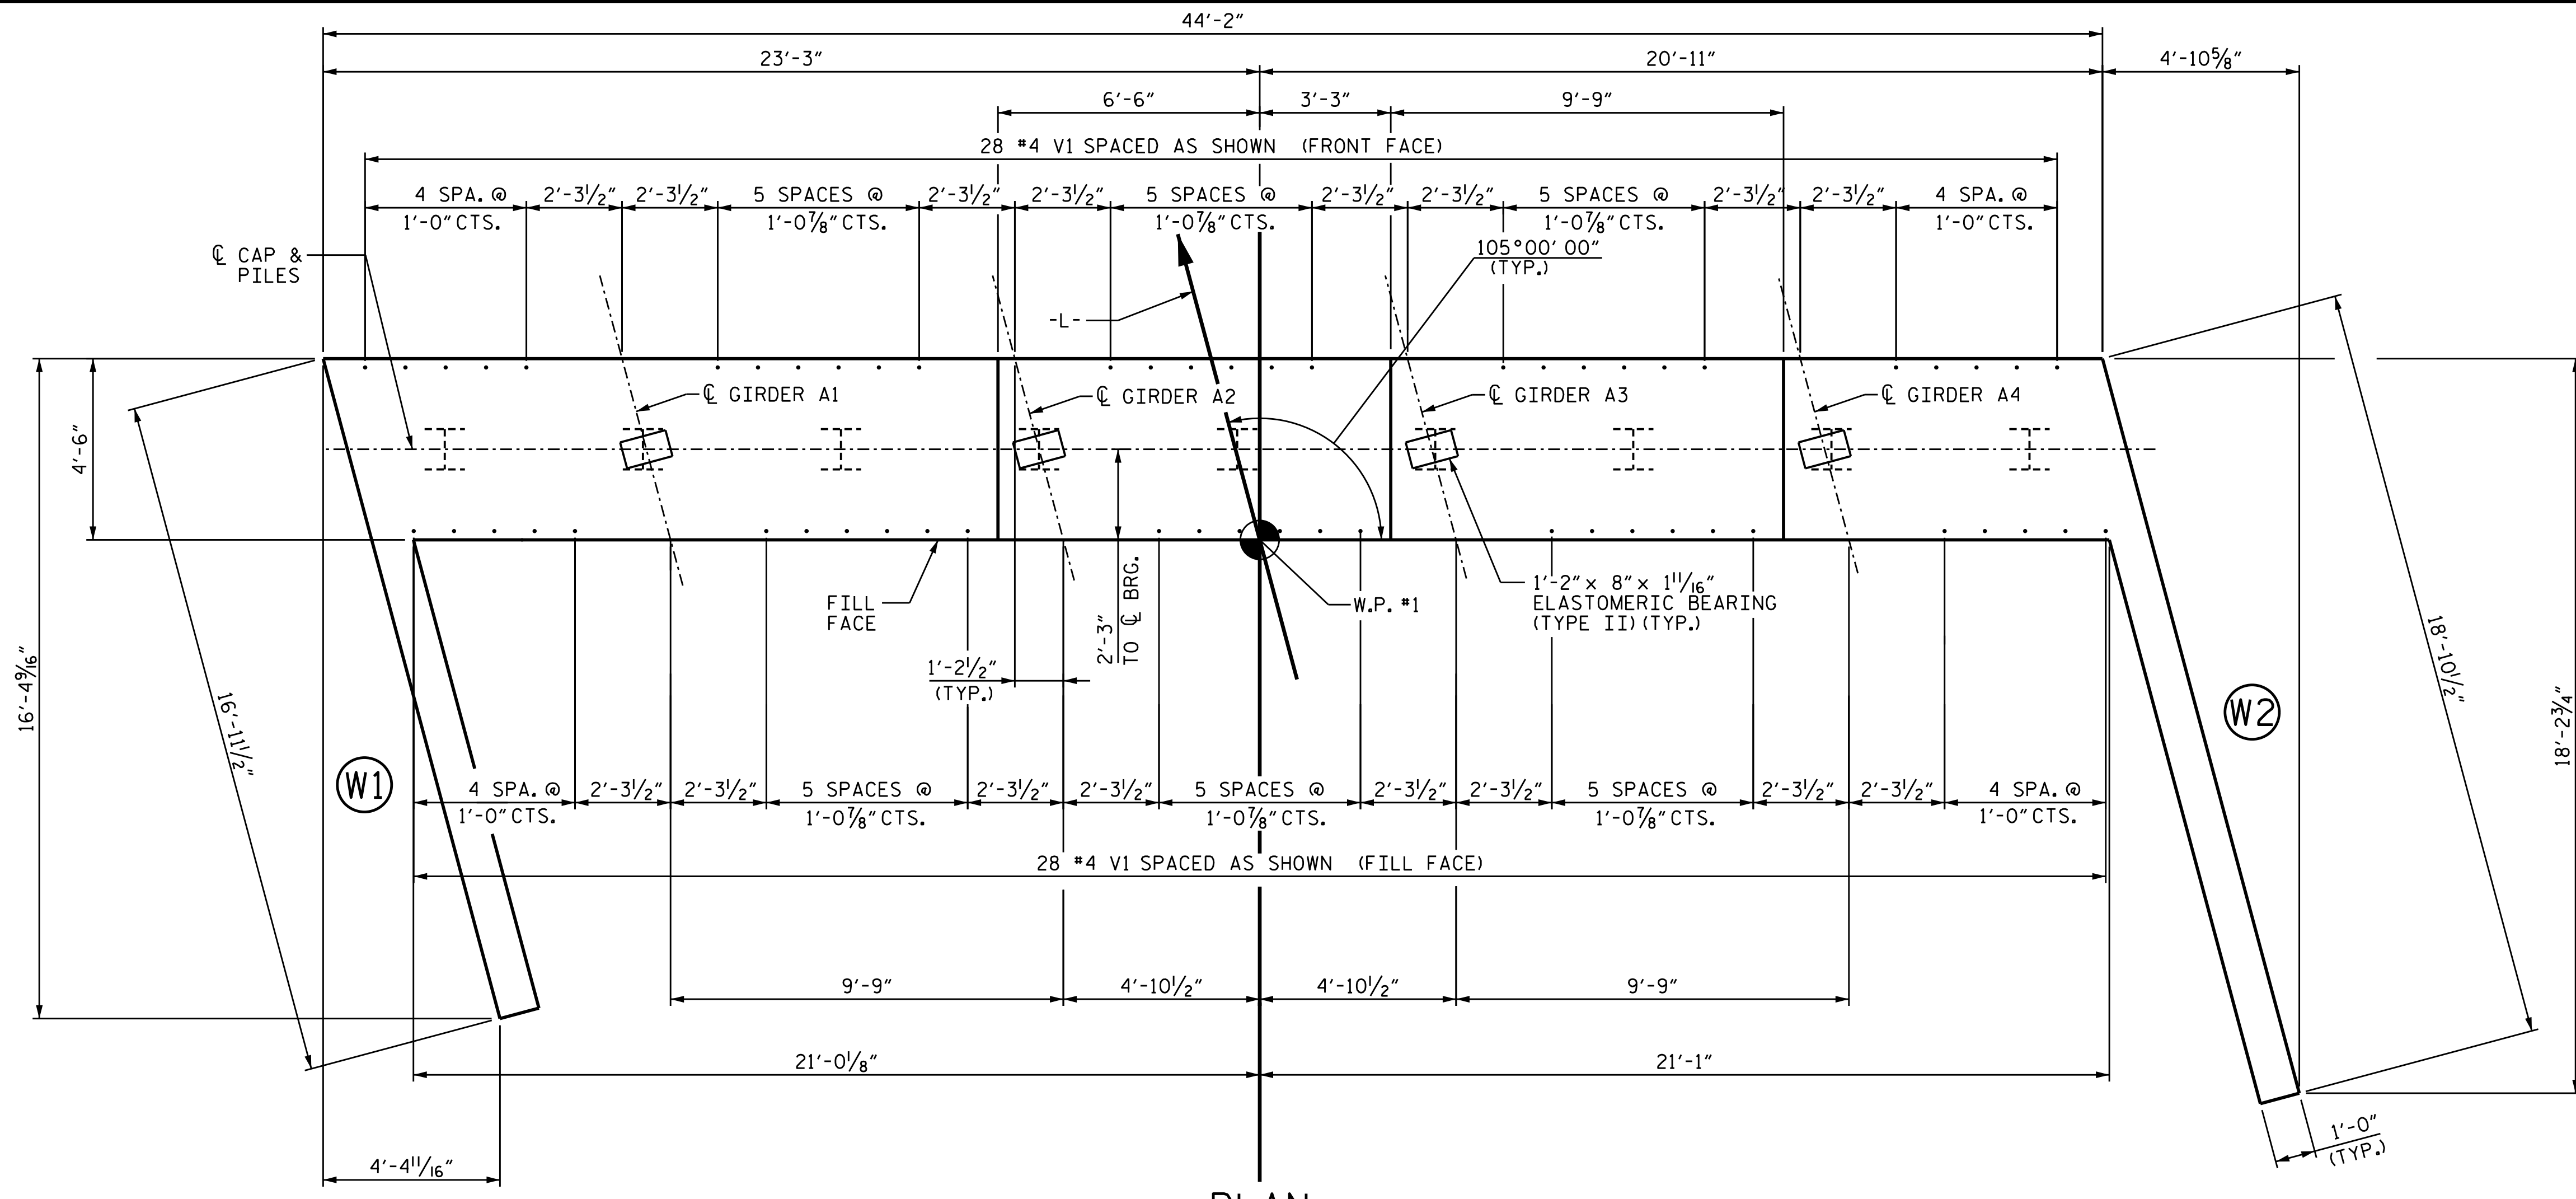 44'-2"
23'-3"
20'-11"
4'-10⅝"
6'-6"
3'-3"
9'-9"
28 #4 V1 SPACED AS SHOWN (FRONT FACE)
4 SPA. @
1'-0" CTS.
2'-3½"
2'-3½"
5 SPACES @
1'-0⅞" CTS.
2'-3½"
2'-3½"
5 SPACES @
1'-0⅞" CTS.
2'-3½"
2'-3½"
5 SPACES @
1'-0⅞" CTS.
2'-3½"
2'-3½"
4 SPA. @
1'-0" CTS.
℄ CAP &
PILES
105°00'00"
(TYP.)
-L-
℄ GIRDER A1
℄ GIRDER A2
℄ GIRDER A3
℄ GIRDER A4
4'-6"
16'-4 9/16"
16'-11½"
FILL
FACE
2'-3"
TO ℄ BRG.
W.P. #1
1'-2" x 8" x 1 11/16"
ELASTOMERIC BEARING
(TYPE II) (TYP.)
1'-2½"
(TYP.)
18'-10½"
18'-2¾"
W1
W2
4 SPA. @
1'-0" CTS.
2'-3½"
2'-3½"
5 SPACES @
1'-0⅞" CTS.
2'-3½"
2'-3½"
5 SPACES @
1'-0⅞" CTS.
2'-3½"
2'-3½"
5 SPACES @
1'-0⅞" CTS.
2'-3½"
2'-3½"
4 SPA. @
1'-0" CTS.
28 #4 V1 SPACED AS SHOWN (FILL FACE)
9'-9"
4'-10½"
4'-10½"
9'-9"
21'-0⅛"
21'-1"
4'-4 11/16"
1'-0"
(TYP.)
PLAN